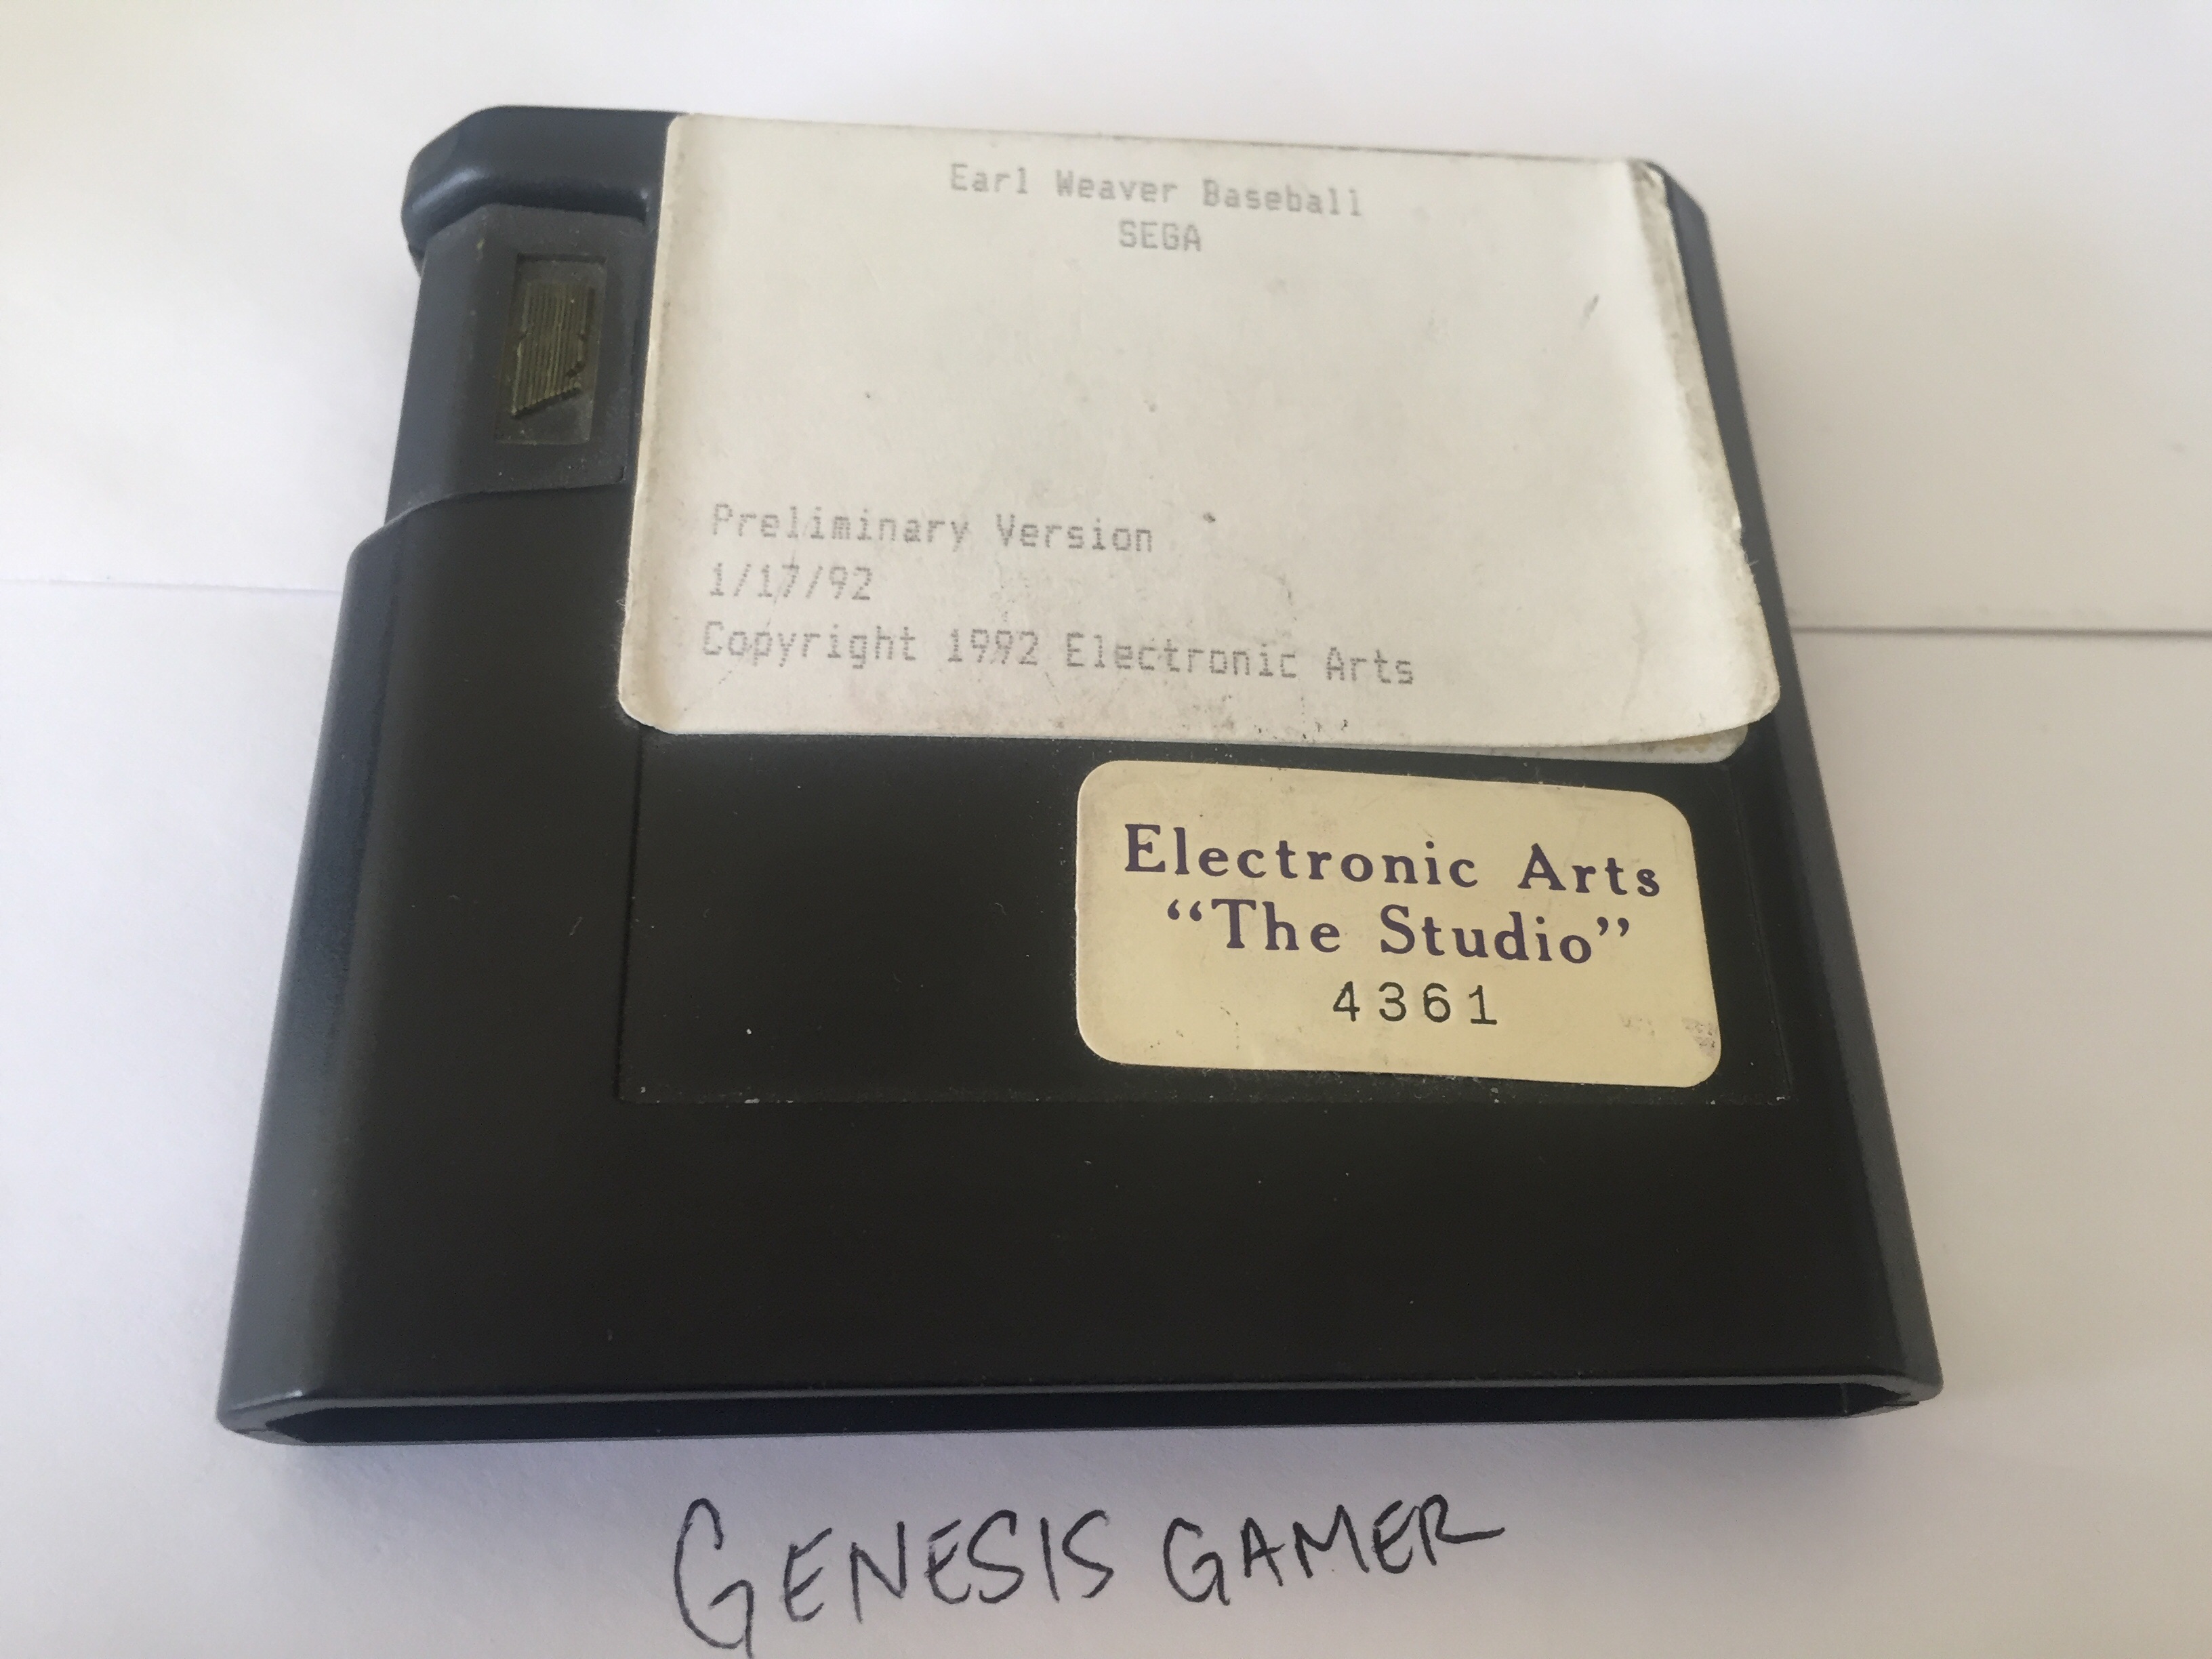 Earl Weaver Baseball
SEGA
Preliminary Version
1/17/92
Copyright 1992 Electronic Arts
Electronic Arts
“The Studio”
4361
GENESIS GAMER